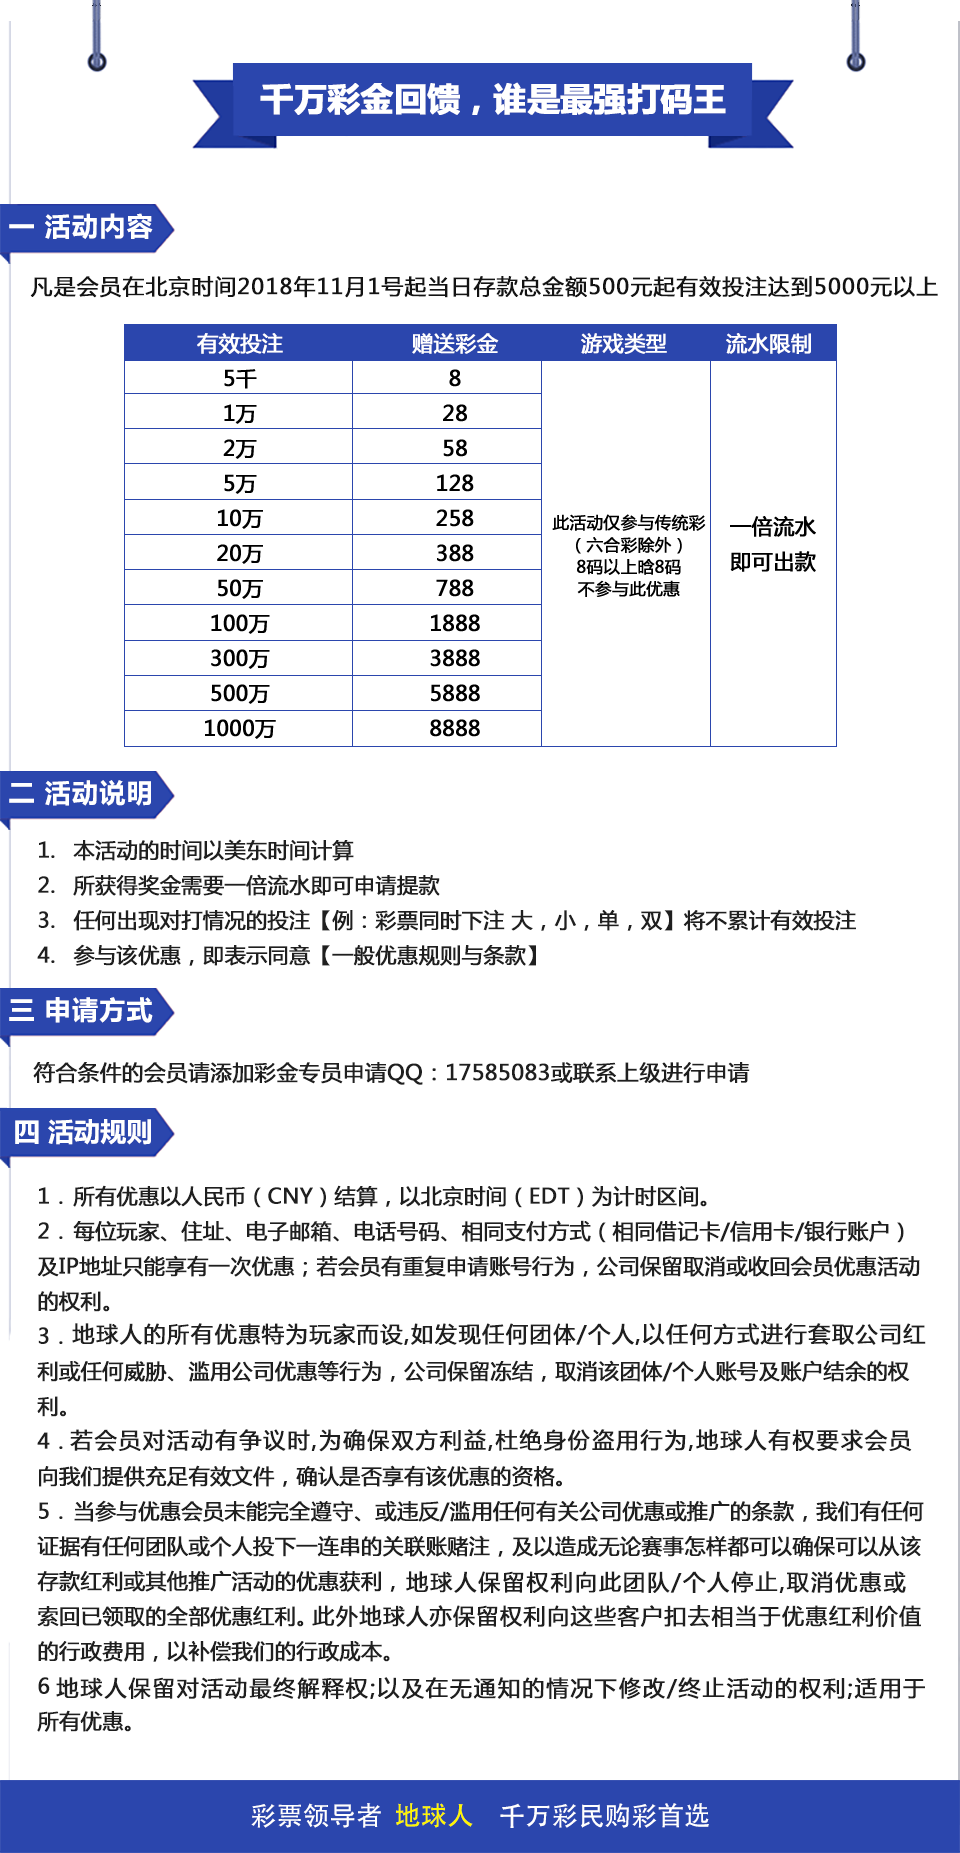 千万彩金回馈，谁是最强打码王
一 活动内容
凡是会员在北京时间2018年11月1号起当日存款总金额500元起有效投注达到5000元以上
有效投注 赠送彩金 游戏类型 流水限制
5千 8
1万 28
2万 58
5万 128
10万 258
20万 388
50万 788
100万 1888
300万 3888
500万 5888
1000万 8888
此活动仅参与传统彩
（六合彩除外）
8码以上晗8码
不参与此优惠
一倍流水
即可出款
二 活动说明
1. 本活动的时间以美东时间计算
2. 所获得奖金需要一倍流水即可申请提款
3. 任何出现对打情况的投注【例：彩票同时下注 大，小，单，双】将不累计有效投注
4. 参与该优惠，即表示同意【一般优惠规则与条款】
三 申请方式
符合条件的会员请添加彩金专员申请QQ：17585083或联系上级进行申请
四 活动规则
1．所有优惠以人民币（CNY）结算，以北京时间（EDT）为计时区间。
2．每位玩家、住址、电子邮箱、电话号码、相同支付方式（相同借记卡/信用卡/银行账户）
及IP地址只能享有一次优惠；若会员有重复申请账号行为，公司保留取消或收回会员优惠活动
的权利。
3．地球人的所有优惠特为玩家而设,如发现任何团体/个人,以任何方式进行套取公司红
利或任何威胁、滥用公司优惠等行为，公司保留冻结，取消该团体/个人账号及账户结余的权
利。
4．若会员对活动有争议时,为确保双方利益,杜绝身份盗用行为,地球人有权要求会员
向我们提供充足有效文件，确认是否享有该优惠的资格。
5．当参与优惠会员未能完全遵守、或违反/滥用任何有关公司优惠或推广的条款，我们有任何
证据有任何团队或个人投下一连串的关联账赌注，及以造成无论赛事怎样都可以确保可以从该
存款红利或其他推广活动的优惠获利，地球人保留权利向此团队/个人停止,取消优惠或
索回已领取的全部优惠红利。此外地球人亦保留权利向这些客户扣去相当于优惠红利价值
的行政费用，以补偿我们的行政成本。
6 地球人保留对活动最终解释权;以及在无通知的情况下修改/终止活动的权利;适用于
所有优惠。
彩票领导者 地球人 千万彩民购彩首选